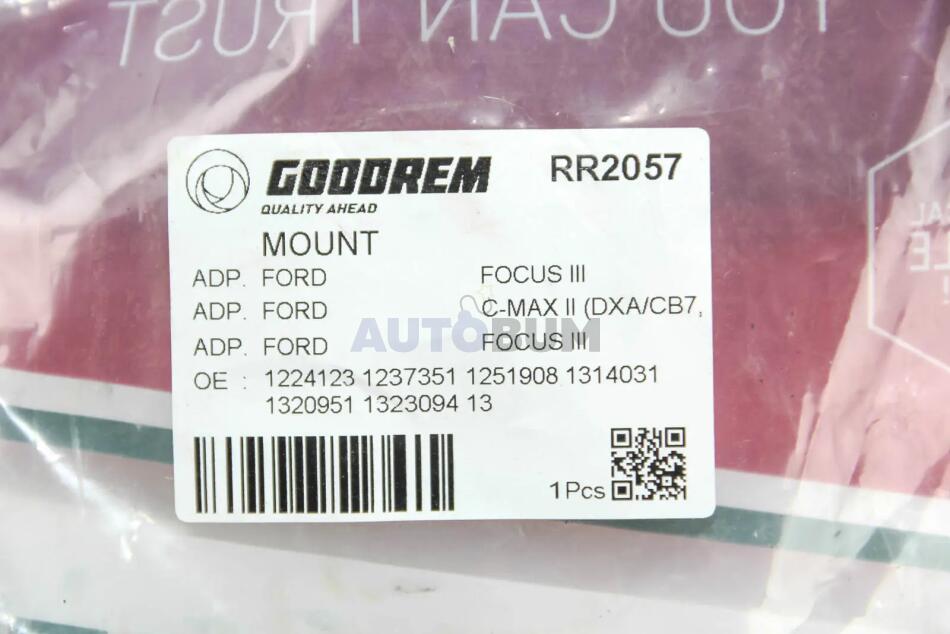 YOU CAN TRUST
GOODREM
RR2057
QUALITY AHEAD
MOUNT
ADP. FORD FOCUS III
ADP. FORD C-MAX II (DXA/CB7,
AUTOBUM
ADP. FORD FOCUS III
OE : 1224123 1237351 1251908 1314031
1320951 1323094 13
1Pcs